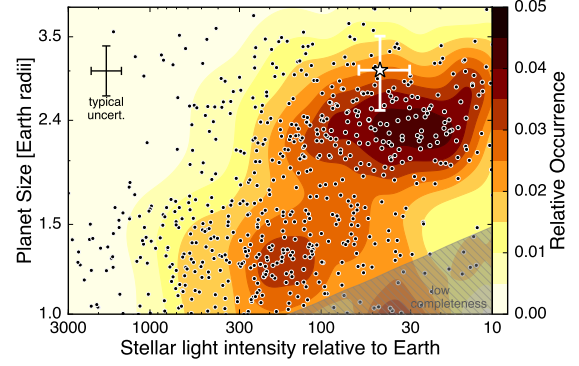 0.05
3.5
0.04
typical
uncert.
2.4
0.03
0.02
1.5
0.01
low
completeness
1.0
0.00
3000 1000 300 100 30 10
Stellar light intensity relative to Earth
Planet Size [Earth radii]
Relative Occurrence